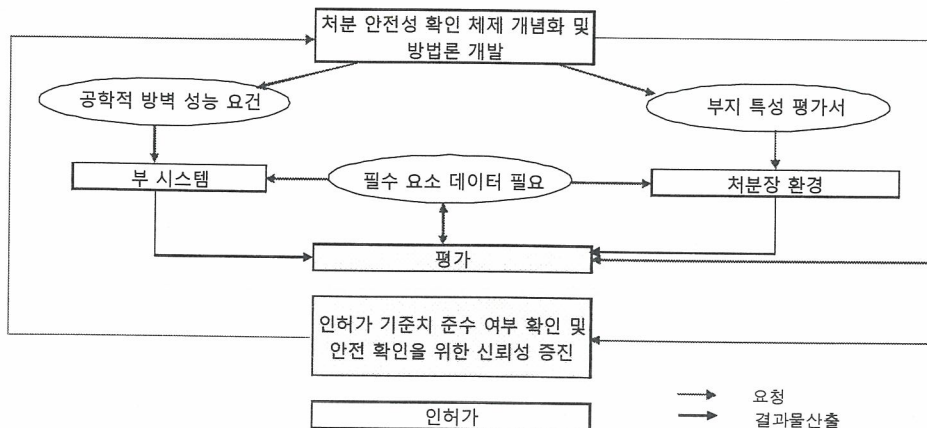 처분 안전성 확인 체제 개념화 및
방법론 개발
공학적 방벽 성능 요건
부지 특성 평가서
부 시스템
필수 요소 데이터 필요
처분장 환경
평가
인허가 기준치 준수 여부 확인 및
안전 확인을 위한 신뢰성 증진
인허가
요청
결과물산출